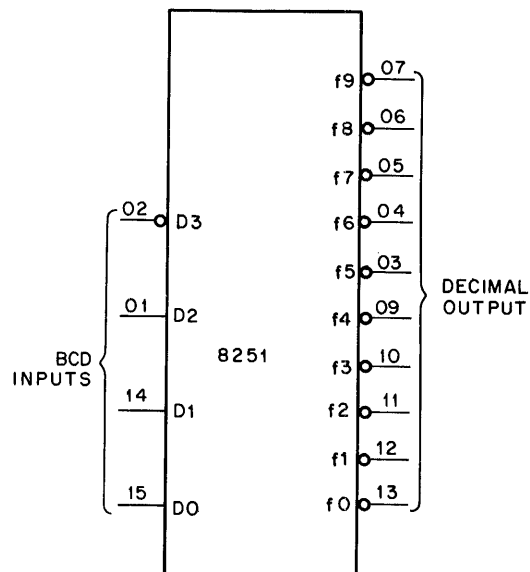 f9 07
f8 06
f7 05
02 D3 f6 04
f5 03
DECIMAL
OUTPUT
01 D2 f4 09
BCD
INPUTS
8251
f3 10
14 D1 f2 11
f1 12
15 D0 f0 13